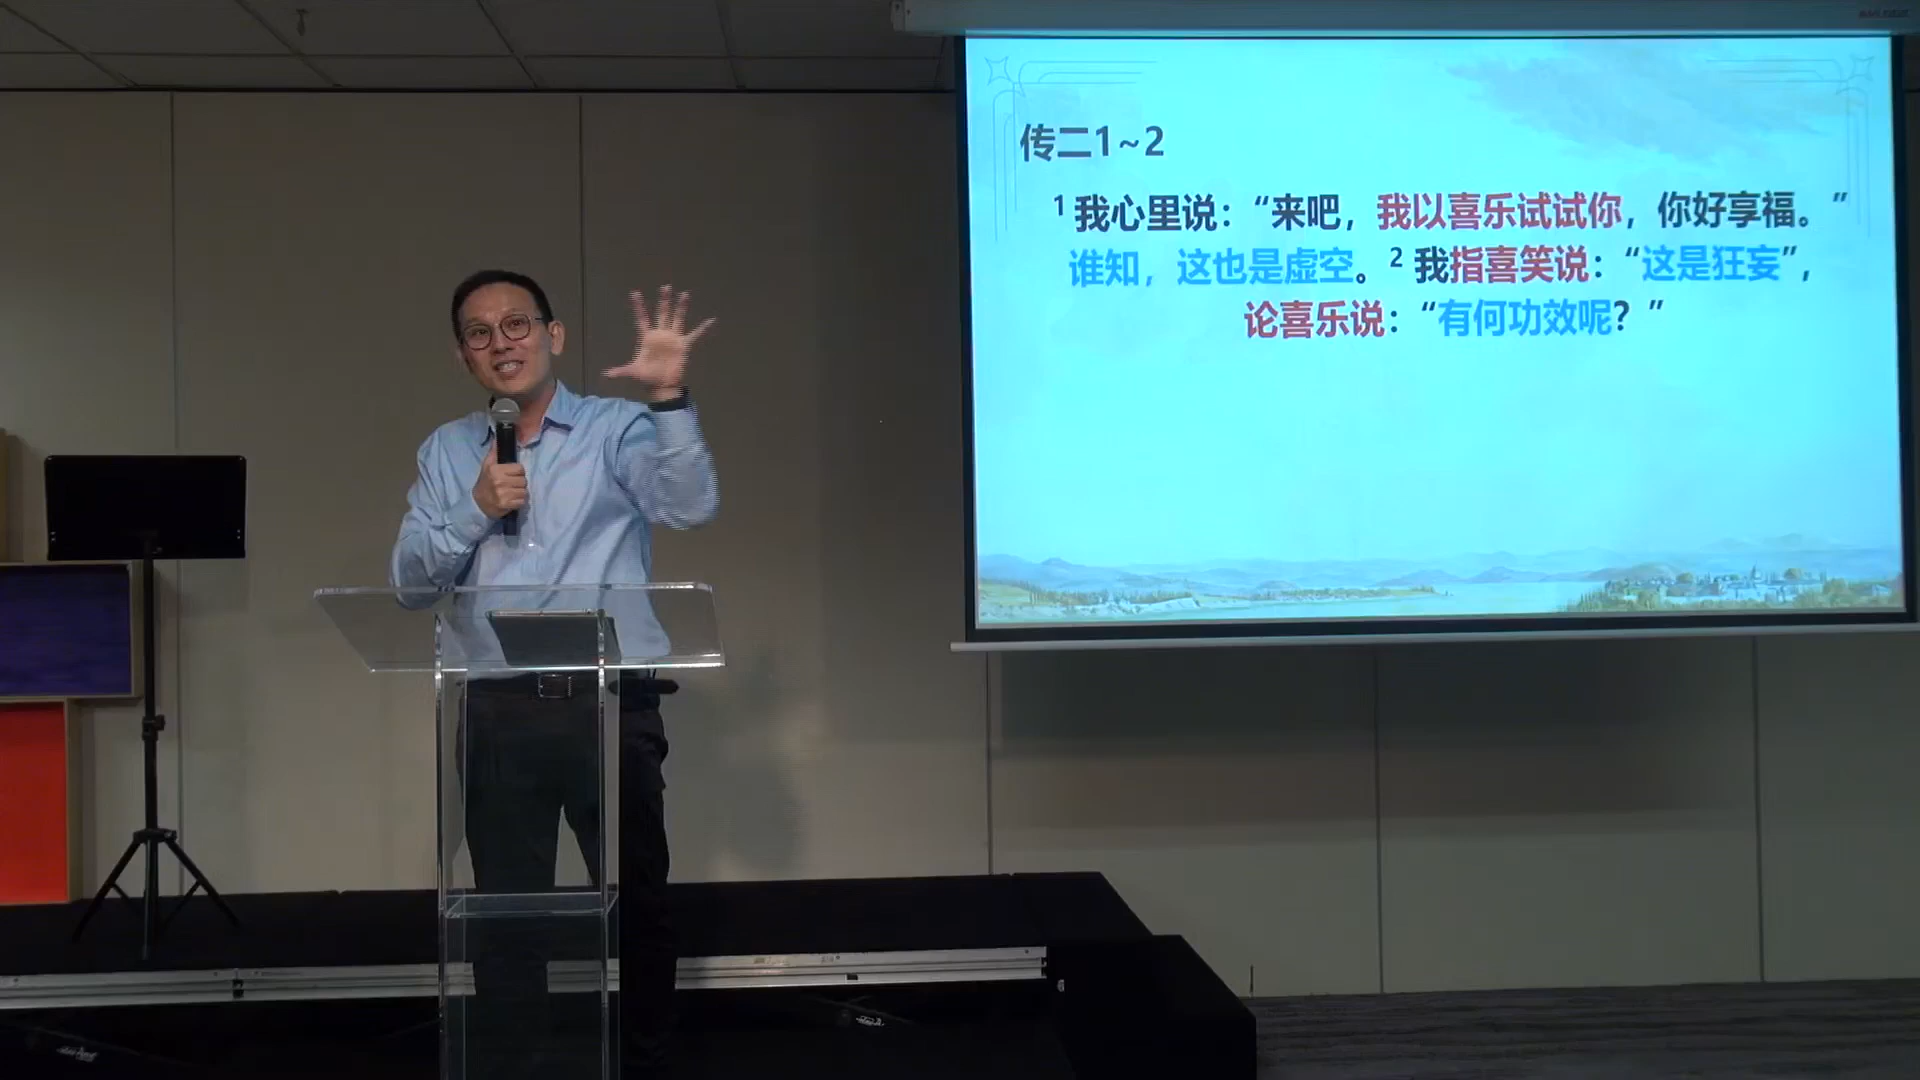 传二1~2
1 我心里说：“来吧，我以喜乐试试你，你好享福。”
谁知，这也是虚空。2 我指喜笑说：“这是狂妄”，
论喜乐说：“有何功效呢？”